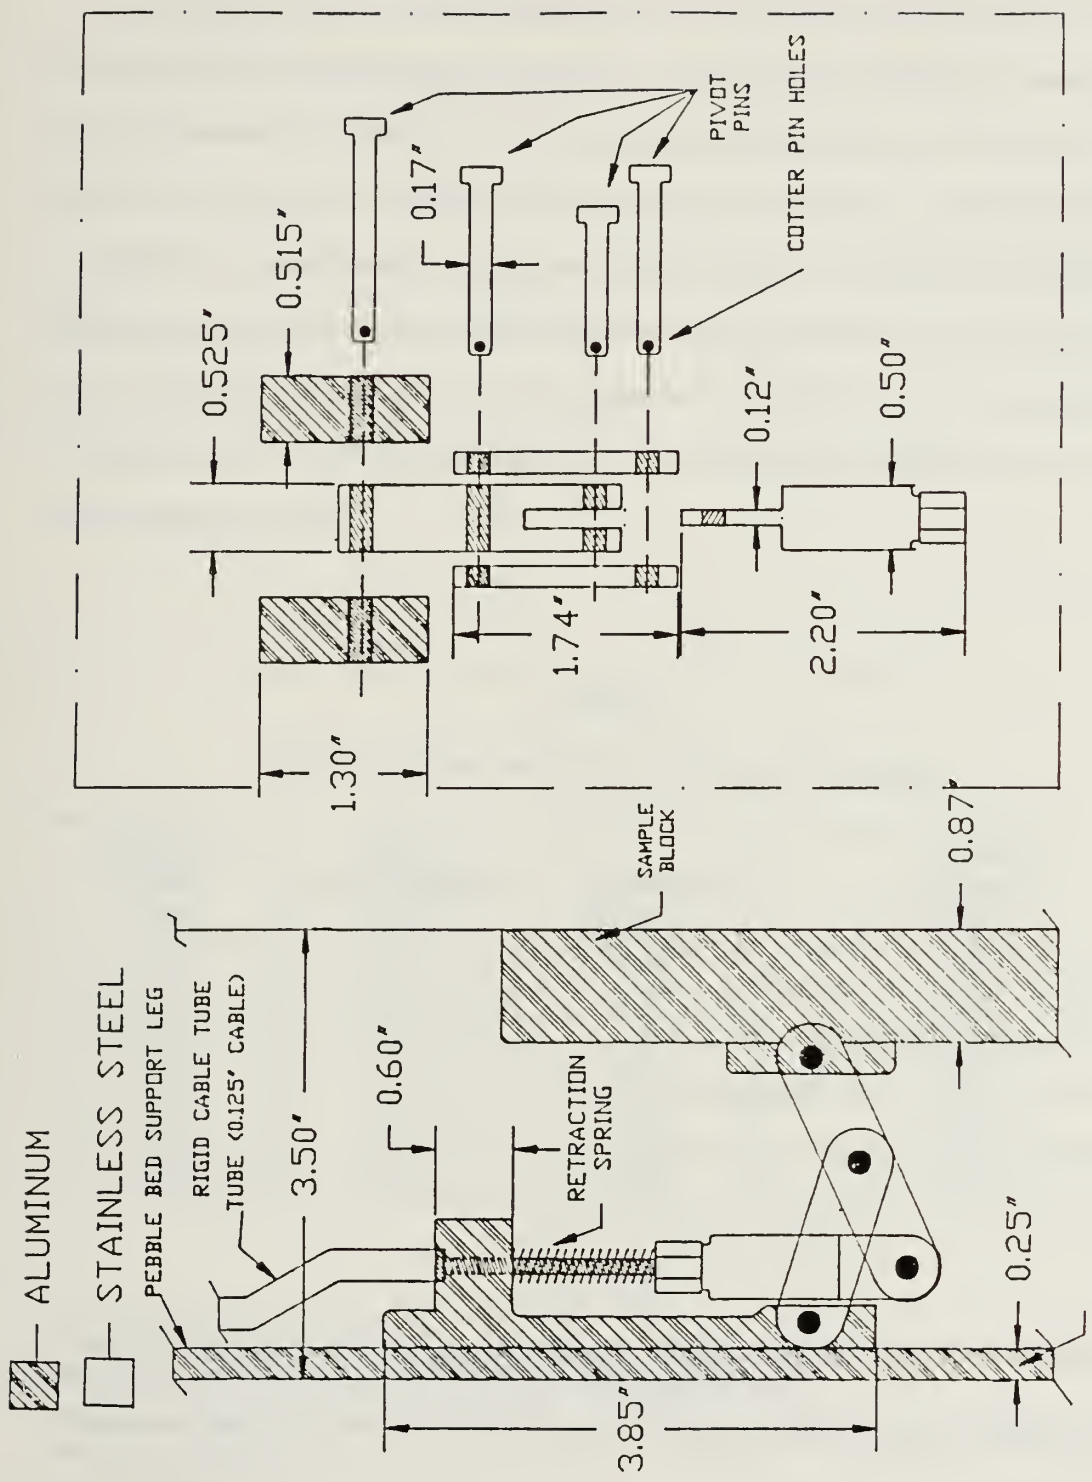 ALUMINUM
STAINLESS STEEL
PEBBLE BED SUPPORT LEG
RIGID CABLE TUBE
TUBE (0.125" CABLE)
3.50"
0.60"
RETRACTION
SPRING
SAMPLE
BLOCK
0.87"
0.25"
3.85"
1.30"
0.525"
0.515"
0.17"
PIVOT
PINS
COTTER PIN HOLES
1.74"
0.12"
0.50"
2.20"